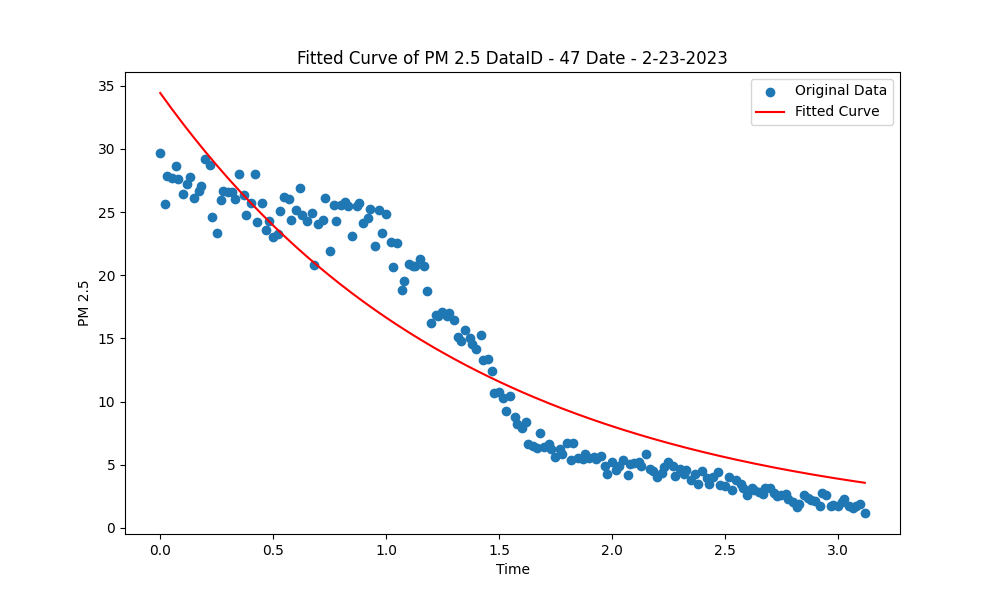 Fitted Curve of PM 2.5 DataID - 47 Date - 2-23-2023
Original Data
Fitted Curve
35
30
25
20
15
10
5
0
PM 2.5
0.0 0.5 1.0 1.5 2.0 2.5 3.0
Time